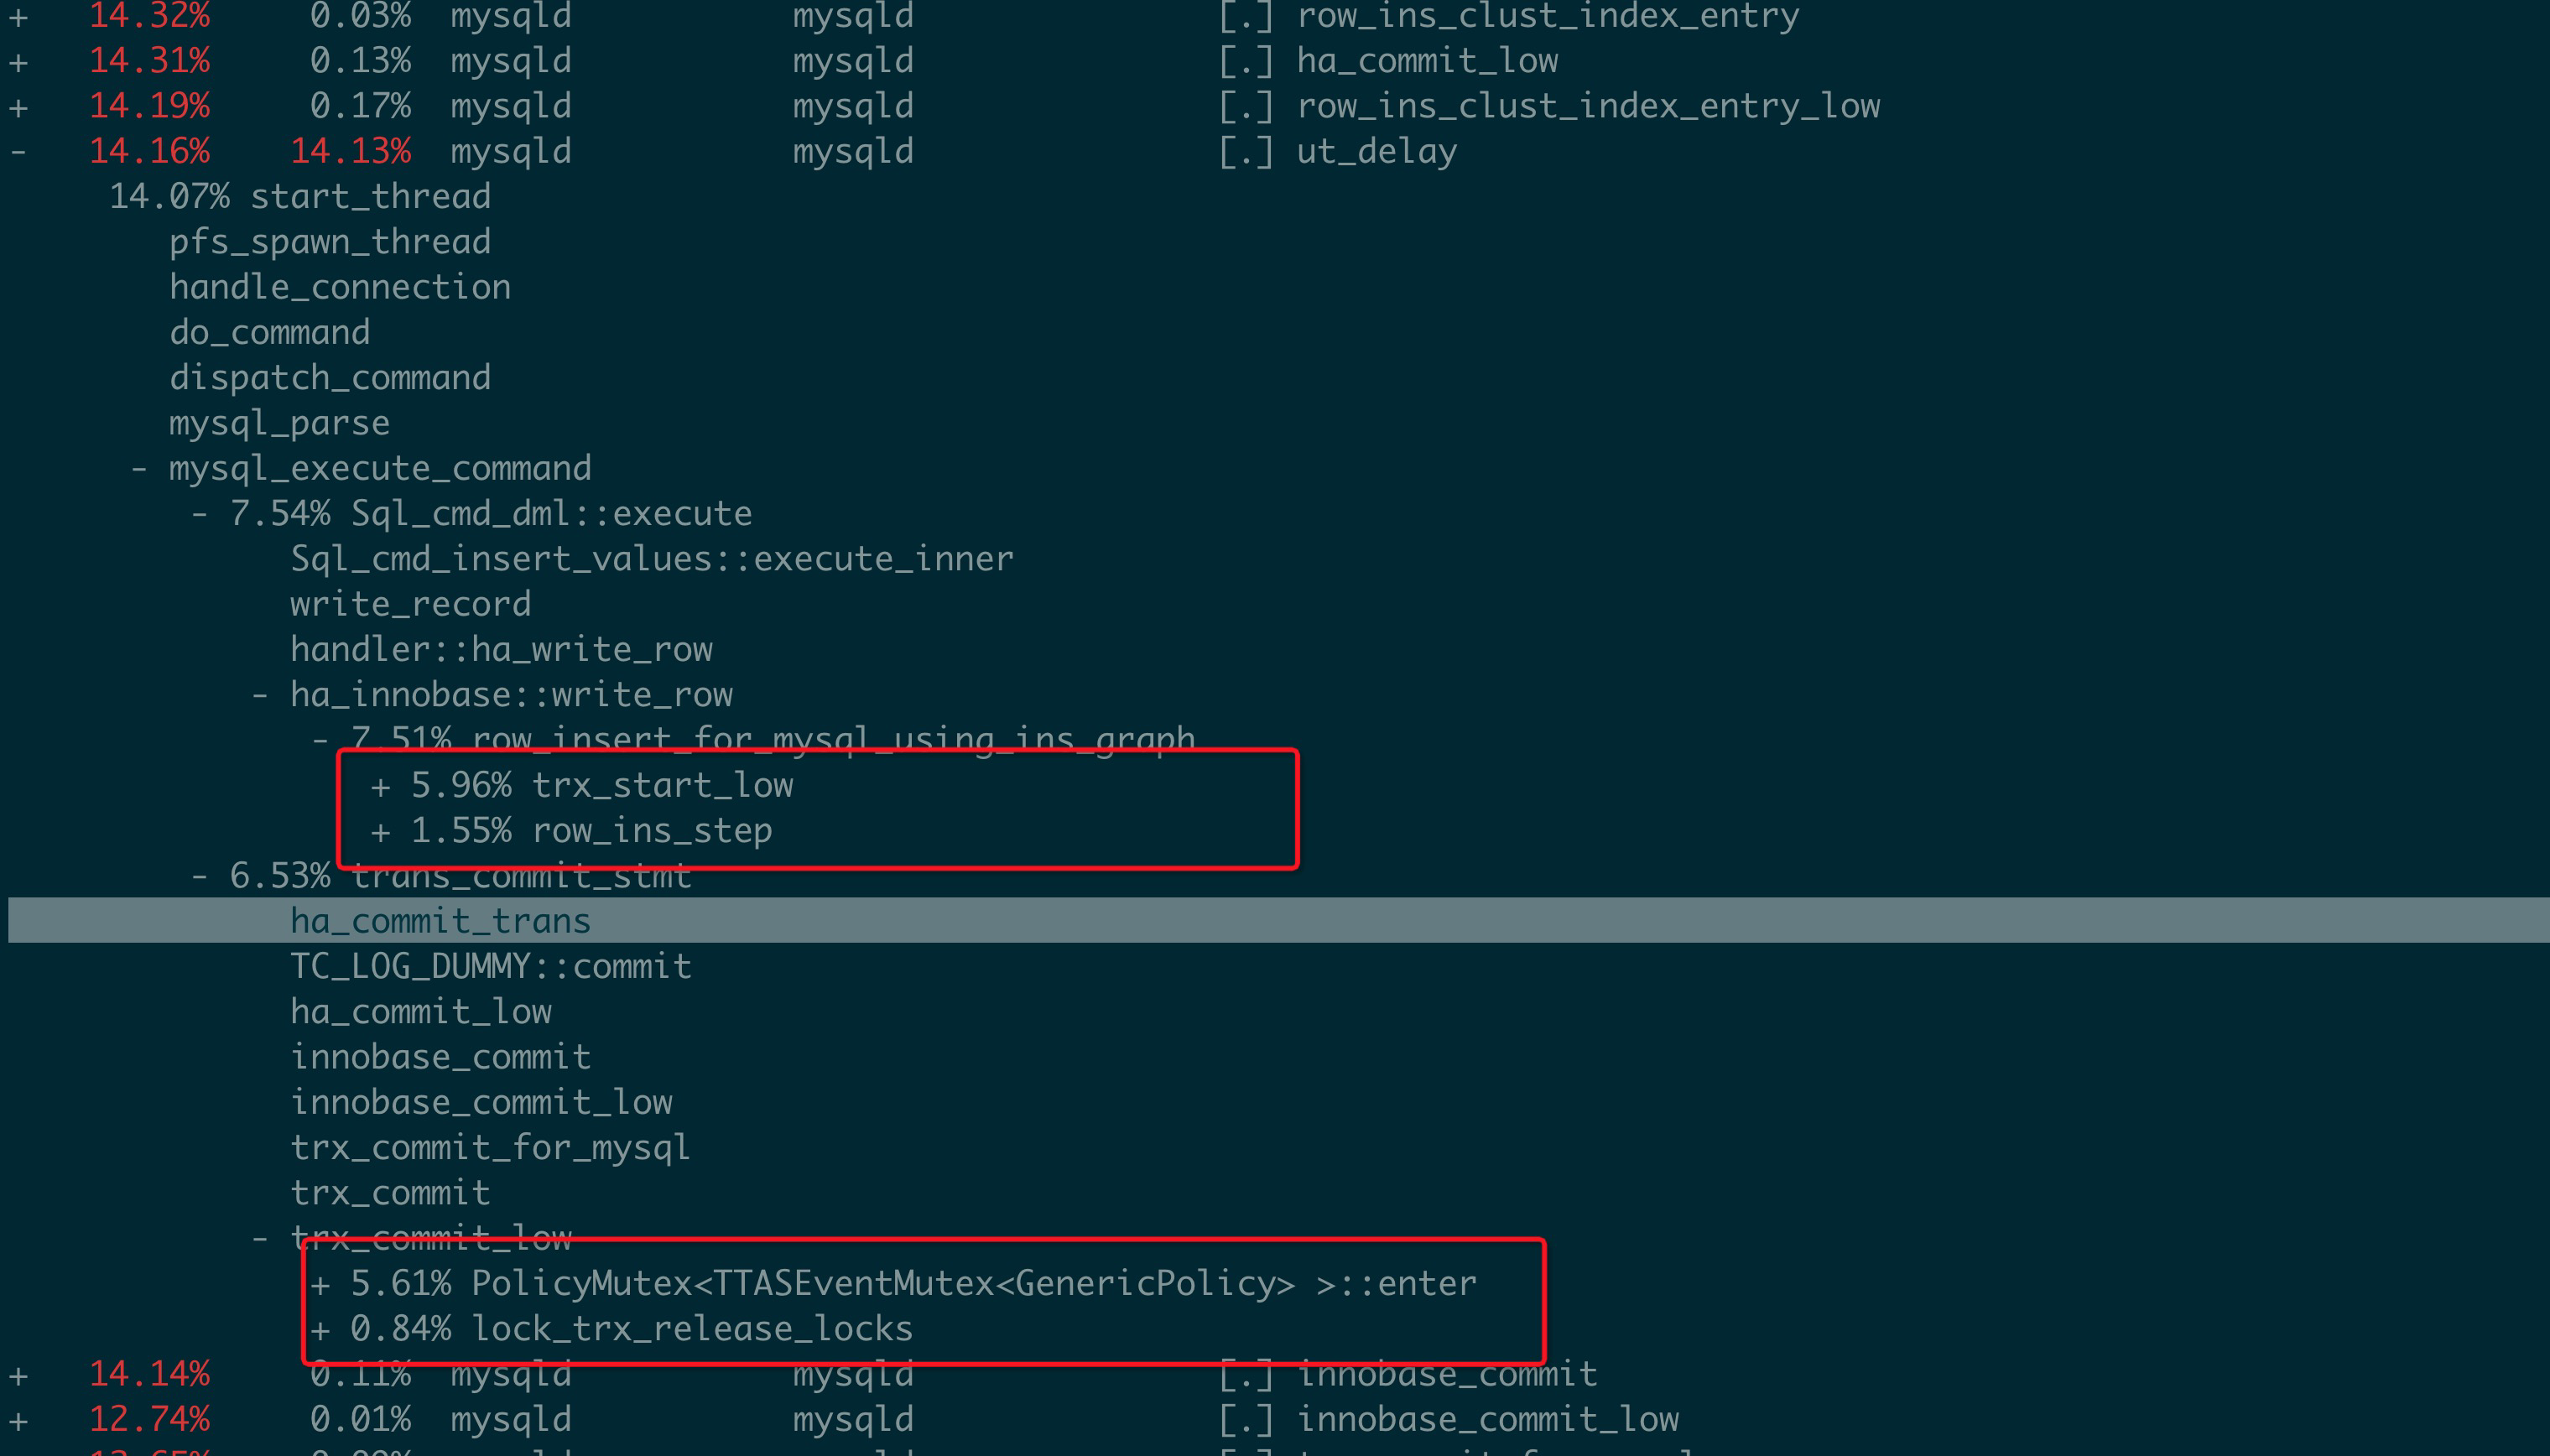 + 14.32% 0.03% mysqld mysqld [.] row_ins_clust_index_entry
+ 14.31% 0.13% mysqld mysqld [.] ha_commit_low
+ 14.19% 0.17% mysqld mysqld [.] row_ins_clust_index_entry_low
- 14.16% 14.13% mysqld mysqld [.] ut_delay
14.07% start_thread
pfs_spawn_thread
handle_connection
do_command
dispatch_command
mysql_parse
- mysql_execute_command
- 7.54% Sql_cmd_dml::execute
Sql_cmd_insert_values::execute_inner
write_record
handler::ha_write_row
- ha_innobase::write_row
- 7.51% row_insert_for_mysql_using_ins_graph
+ 5.96% trx_start_low
+ 1.55% row_ins_step
- 6.53% trans_commit_stmt
ha_commit_trans
TC_LOG_DUMMY::commit
ha_commit_low
innobase_commit
innobase_commit_low
trx_commit_for_mysql
trx_commit
- trx_commit_low
+ 5.61% PolicyMutex<TTASEventMutex<GenericPolicy> >::enter
+ 0.84% lock_trx_release_locks
+ 14.14% 0.11% mysqld mysqld [.] innobase_commit
+ 12.74% 0.01% mysqld mysqld [.] innobase_commit_low